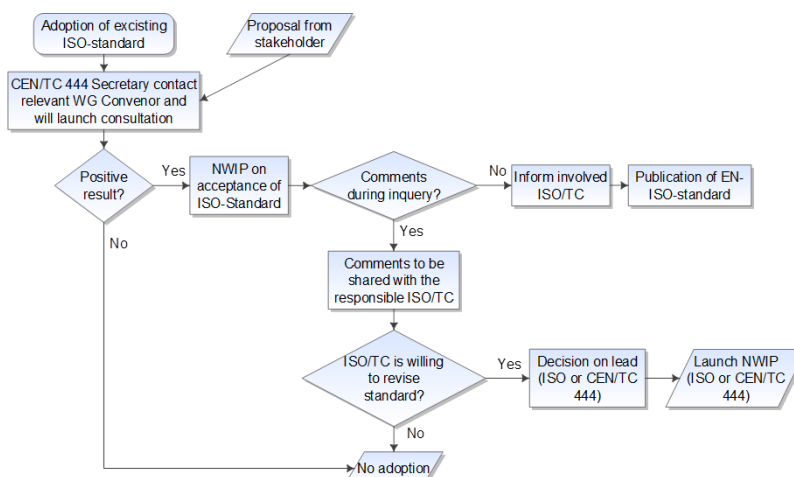 Adoption of excisting
ISO-standard
Proposal from
stakeholder
CEN/TC 444 Secretary contact
relevant WG Convenor and
will launch consultation
Positive
result?
Yes
NWIP on
acceptance of
ISO-Standard
Comments
during inquery?
No
Inform involved
ISO/TC
Publication of EN-
ISO-standard
No
Yes
Comments to be
shared with the
responsible ISO/TC
ISO/TC is willing
to revise
standard?
Yes
Decision on lead
(ISO or CEN/TC
444)
Launch NWIP
(ISO or CEN/TC
444)
No
No adoption